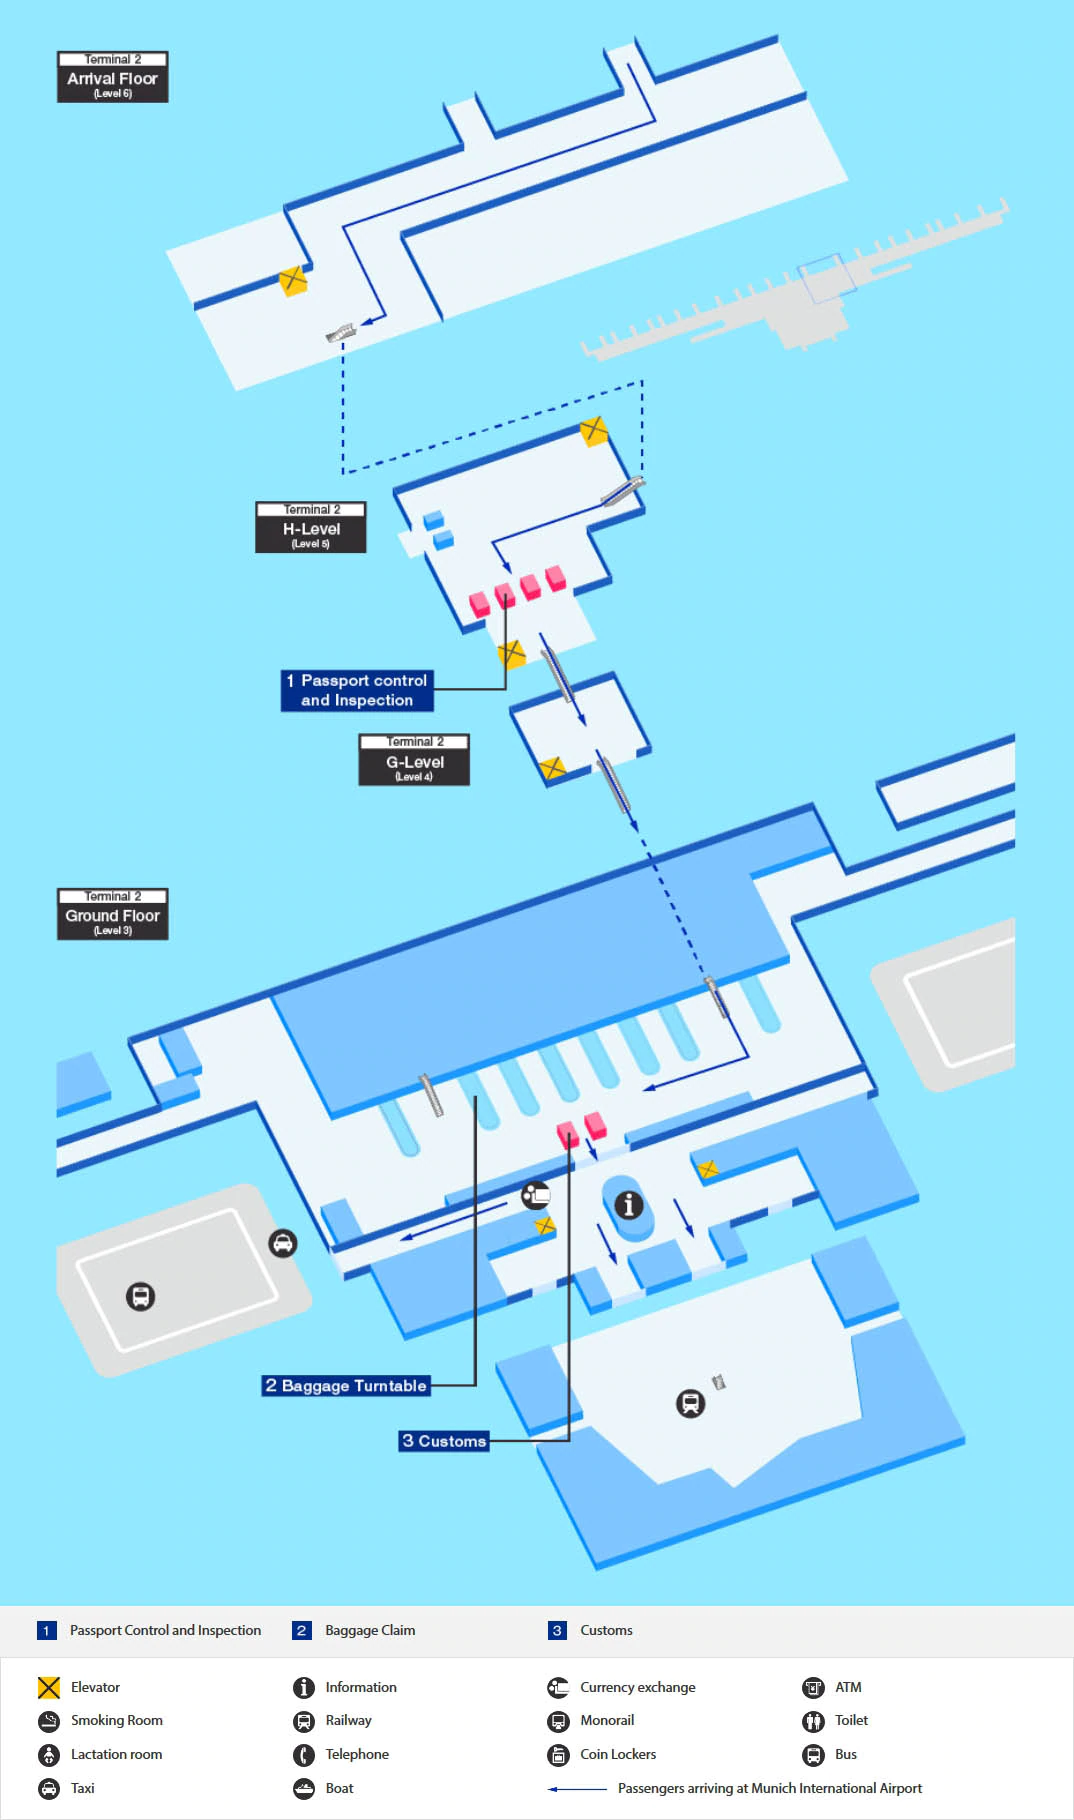 Terminal 2
Arrival Floor
(Level 6)
Terminal 2
H-Level
(Level 5)
1 Passport control
and Inspection
Terminal 2
G-Level
(Level 4)
Terminal 2
Ground Floor
(Level 3)
2 Baggage Turntable
3 Customs
1 Passport Control and Inspection
2 Baggage Claim
3 Customs
Elevator
Information
Currency exchange
ATM
Smoking Room
Railway
Monorail
Toilet
Lactation room
Telephone
Coin Lockers
Bus
Taxi
Boat
Passengers arriving at Munich International Airport